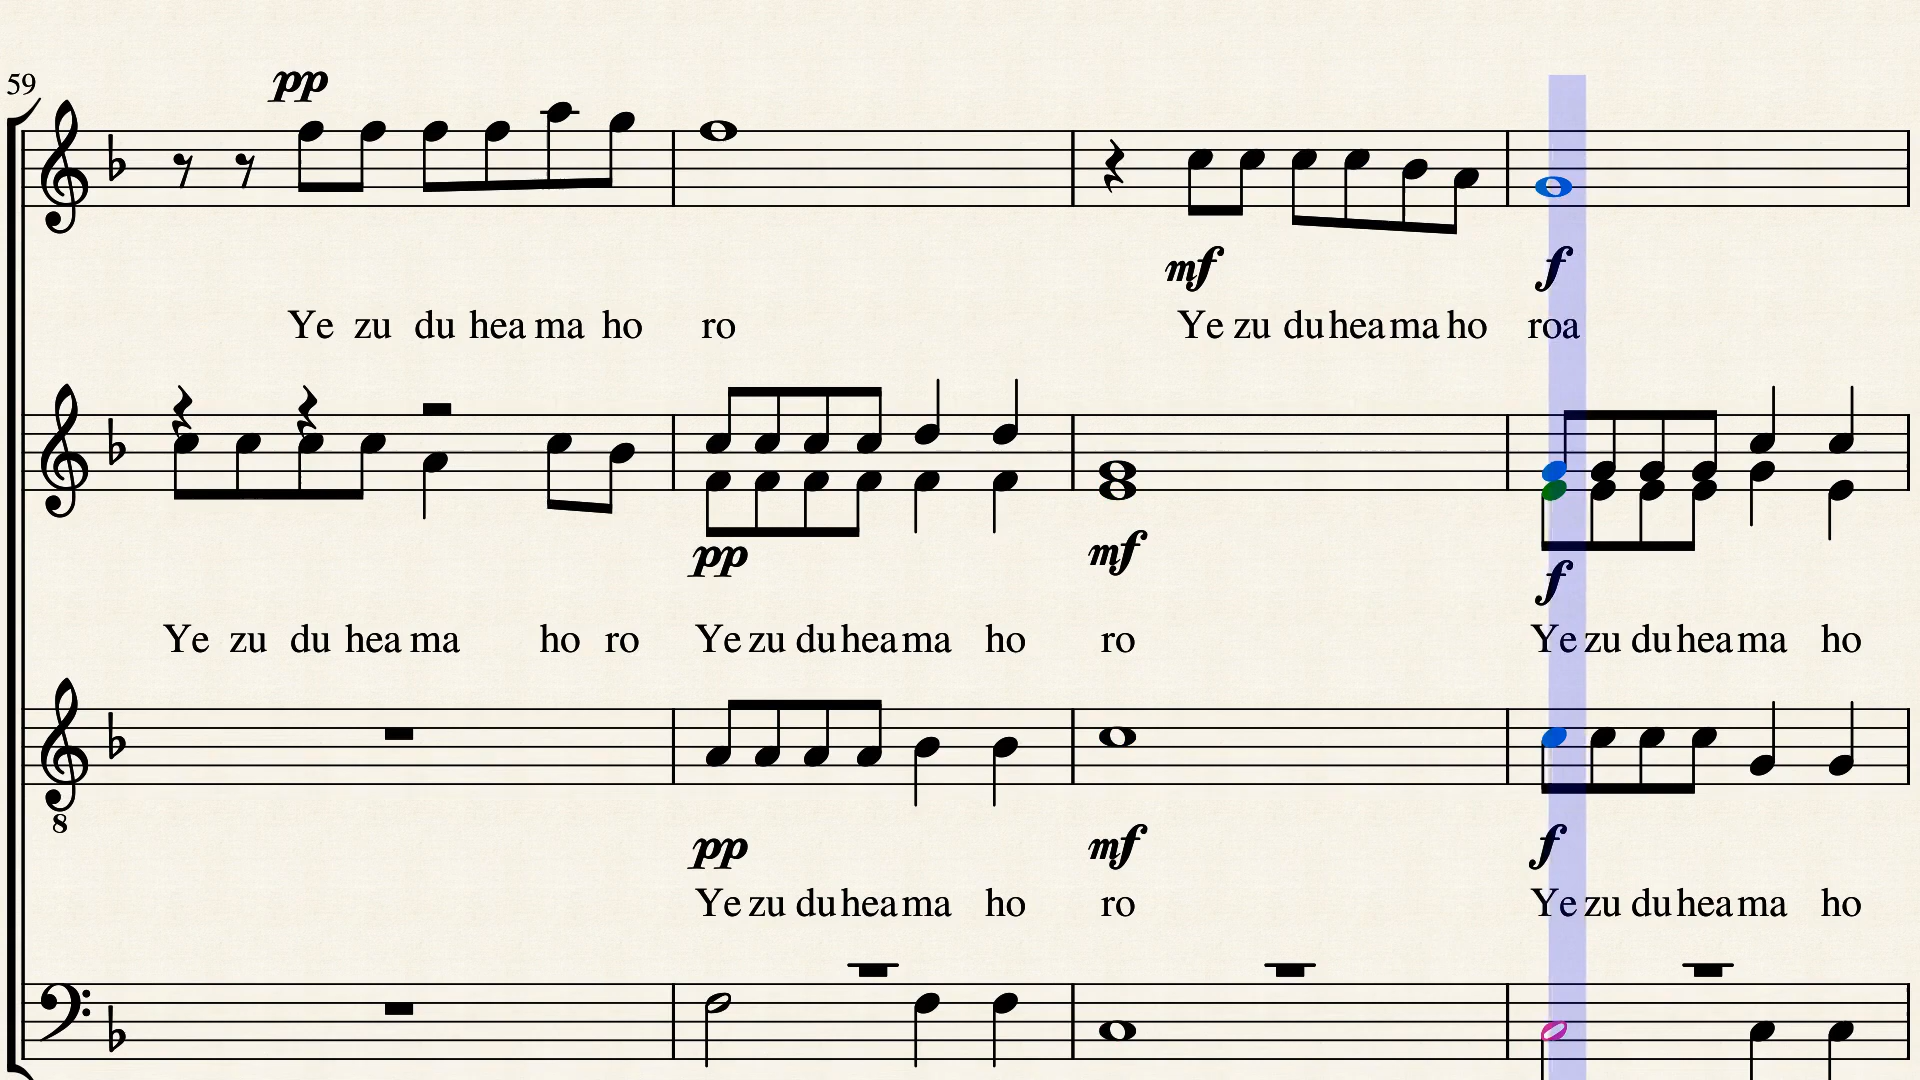 59
pp
mf f
Ye zu du hea ma ho ro Ye zu du hea ma ho roa
pp mf f
Ye zu du hea ma ho ro Ye zu du hea ma ho ro Ye zu du hea ma ho
8
pp mf f
Ye zu du hea ma ho ro Ye zu du hea ma ho